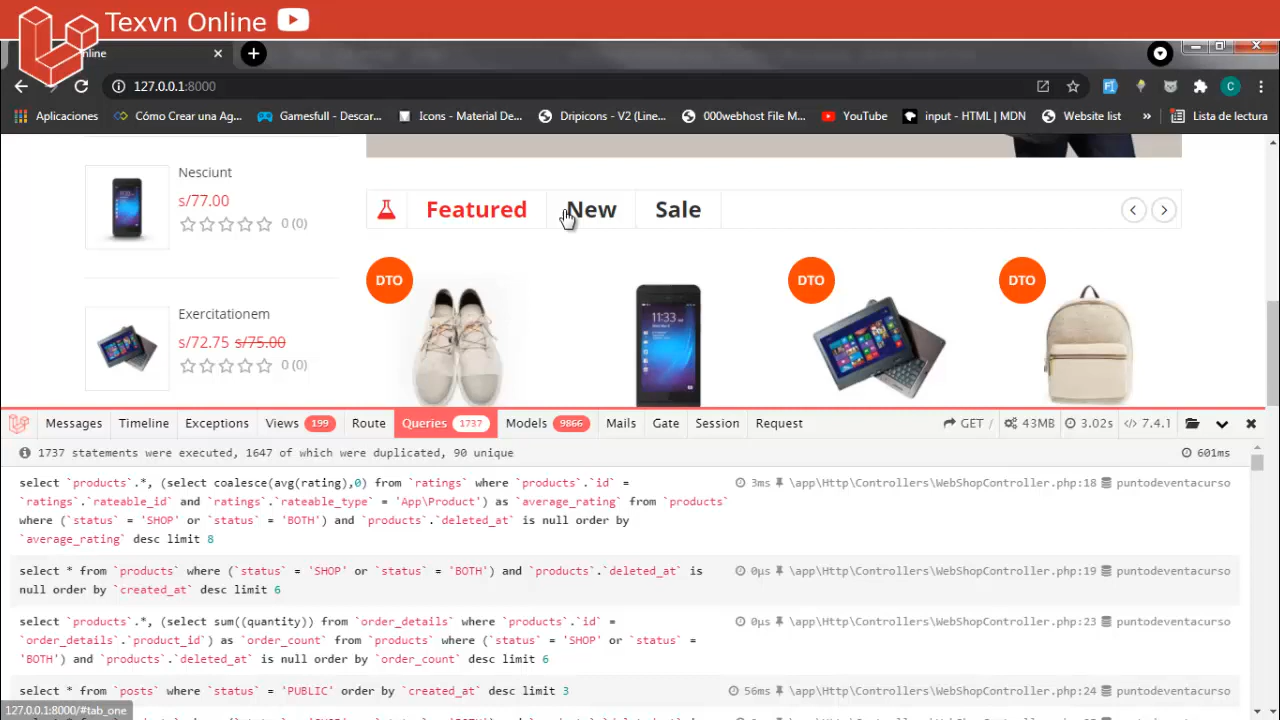 Texvn Online
nline
127.0.0.1:8000
Aplicaciones
Cómo Crear una Ag...
Gamesfull - Descar...
Icons - Material De...
Dripicons - V2 (Line...
000webhost File M...
YouTube
input - HTML | MDN
Website list
»
Lista de lectura
C
Nesciunt
s/77.00
0 (0)
Exercitationem
s/72.75 s/75.00
0 (0)
Featured
New
Sale
DTO
DTO
DTO
11:33
Messages
Timeline
Exceptions
Views 199
Route
Queries 1737
Models 9866
Mails
Gate
Session
Request
GET /
43MB
3.02s
</> 7.4.1
1737 statements were executed, 1647 of which were duplicated, 90 unique
601ms
select `products`.*, (select coalesce(avg(rating),0) from `ratings` where `products`.`id` =
`ratings`.`rateable_id` and `ratings`.`rateable_type` = 'App\Product') as `average_rating` from `products`
where (`status` = 'SHOP' or `status` = 'BOTH') and `products`.`deleted_at` is null order by
`average_rating` desc limit 8
3ms \app\Http\Controllers\WebShopController.php:18 puntodeventacurso
select * from `products` where (`status` = 'SHOP' or `status` = 'BOTH') and `products`.`deleted_at` is
null order by `created_at` desc limit 6
0μs \app\Http\Controllers\WebShopController.php:19 puntodeventacurso
select `products`.*, (select sum((quantity)) from `order_details` where `products`.`id` =
`order_details`.`product_id`) as `order_count` from `products` where (`status` = 'SHOP' or `status` =
'BOTH') and `products`.`deleted_at` is null order by `order_count` desc limit 6
0μs \app\Http\Controllers\WebShopController.php:23 puntodeventacurso
select * from `posts` where `status` = 'PUBLIC' order by `created_at` desc limit 3
56ms \app\Http\Controllers\WebShopController.php:24 puntodeventacurso
127.0.0.1:8000/#tab_one